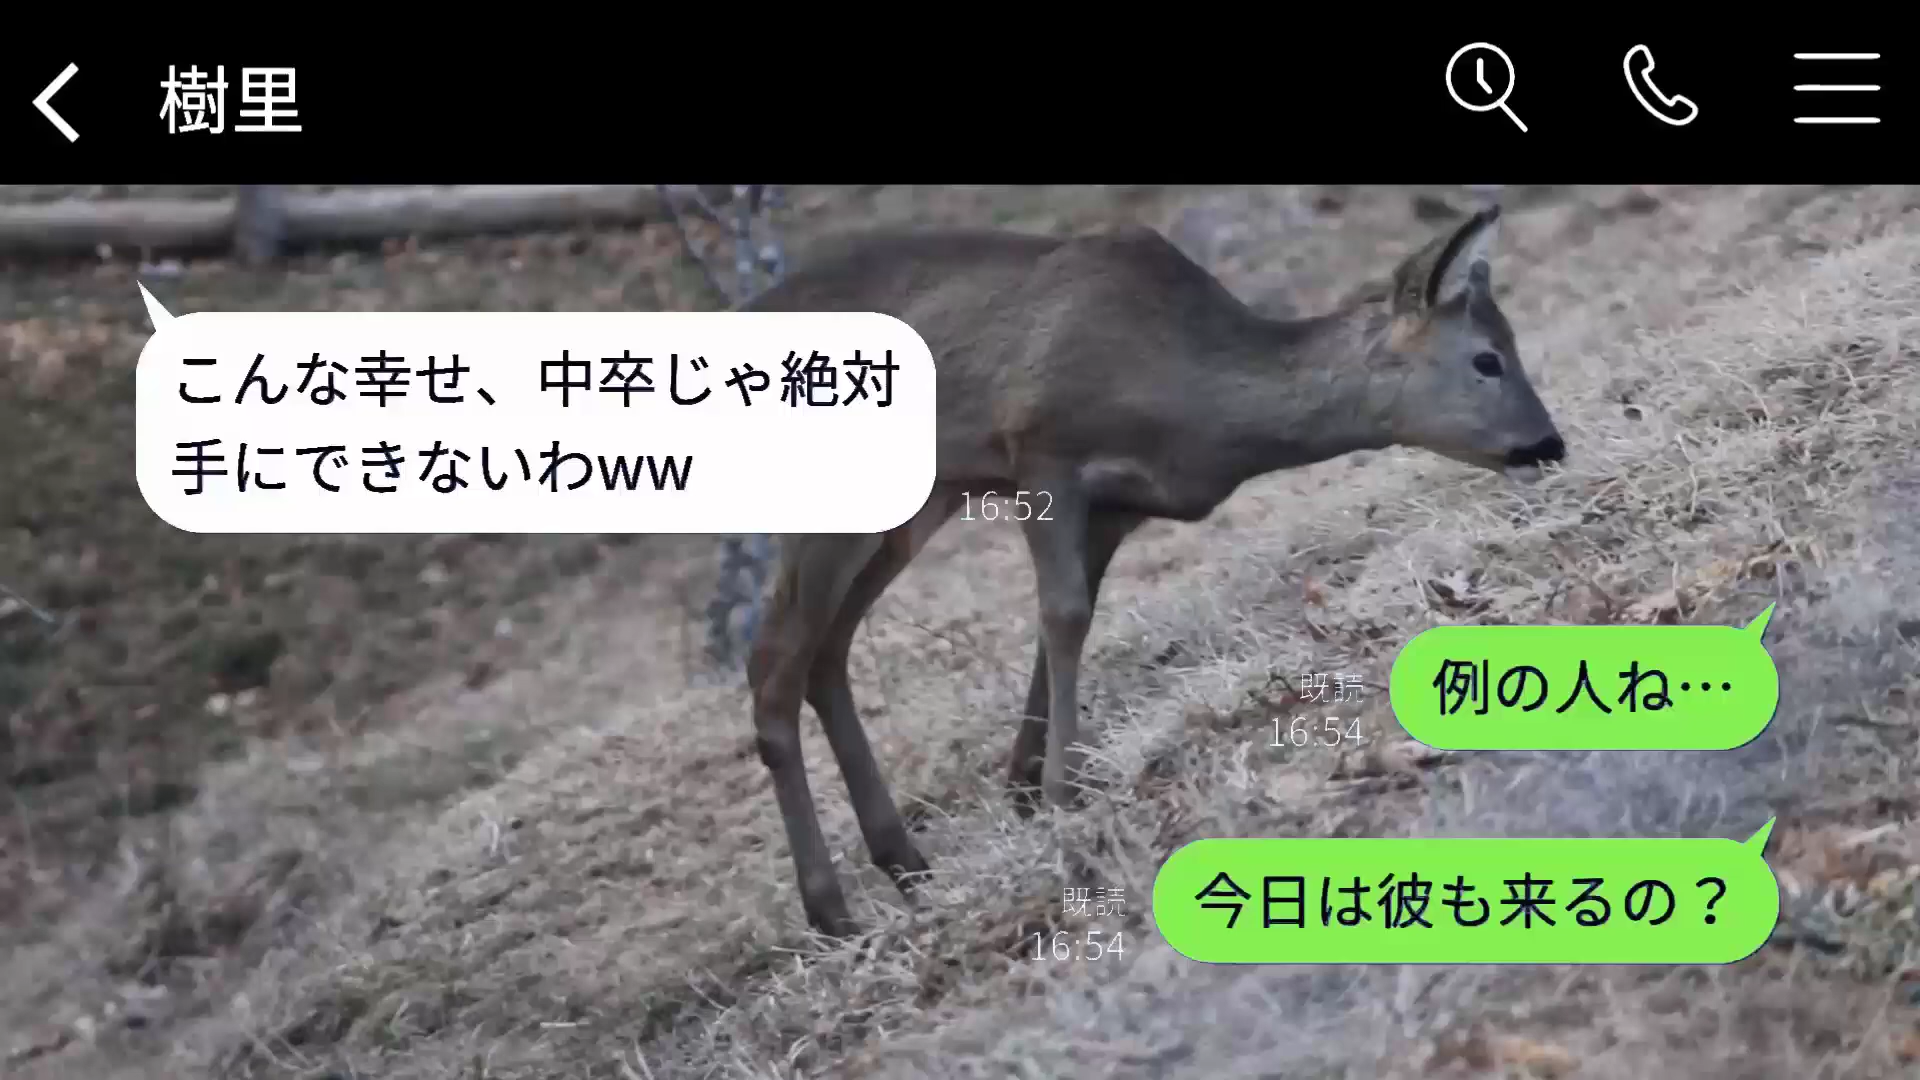 樹里
こんな幸せ、中卒じゃ絶対
手にできないわww
16:52
例の人ね…
既読
16:54
今日は彼も来るの？
既読
16:54